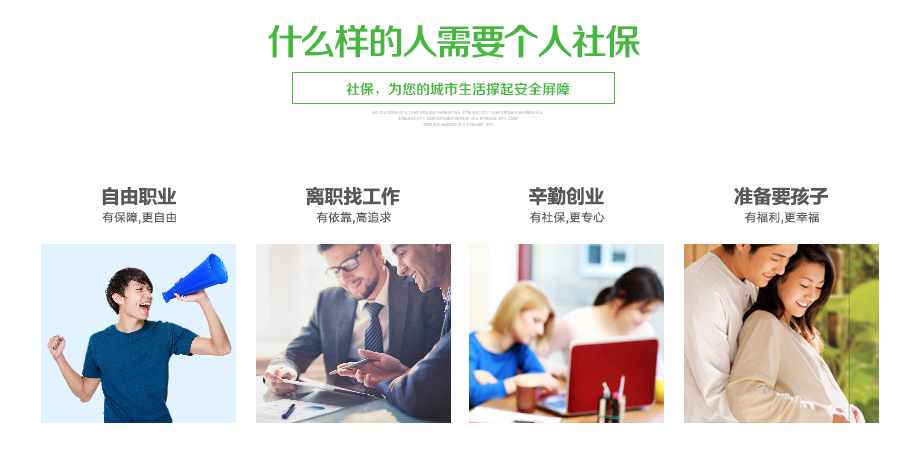 什么样的人需要个人社保
社保，为您的城市生活撑起安全屏障
自由职业
有保障,更自由
离职找工作
有依靠,高追求
辛勤创业
有社保,更专心
准备要孩子
有福利,更幸福